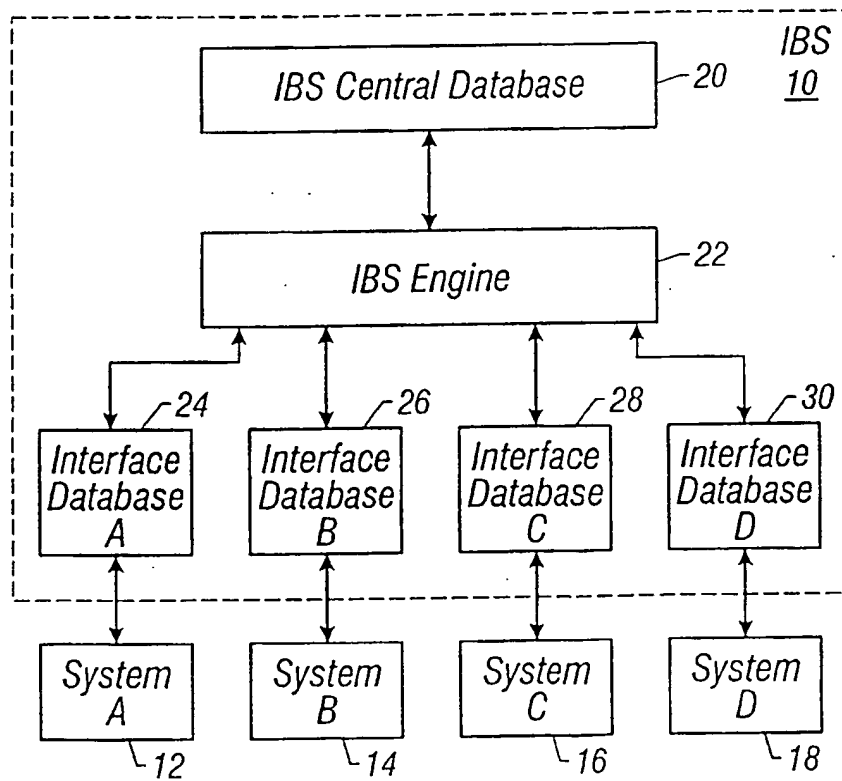 IBS
10
IBS Central Database
20
IBS Engine
22
24
26
28
30
Interface
Database
A
Interface
Database
B
Interface
Database
C
Interface
Database
D
System
A
System
B
System
C
System
D
12
14
16
18